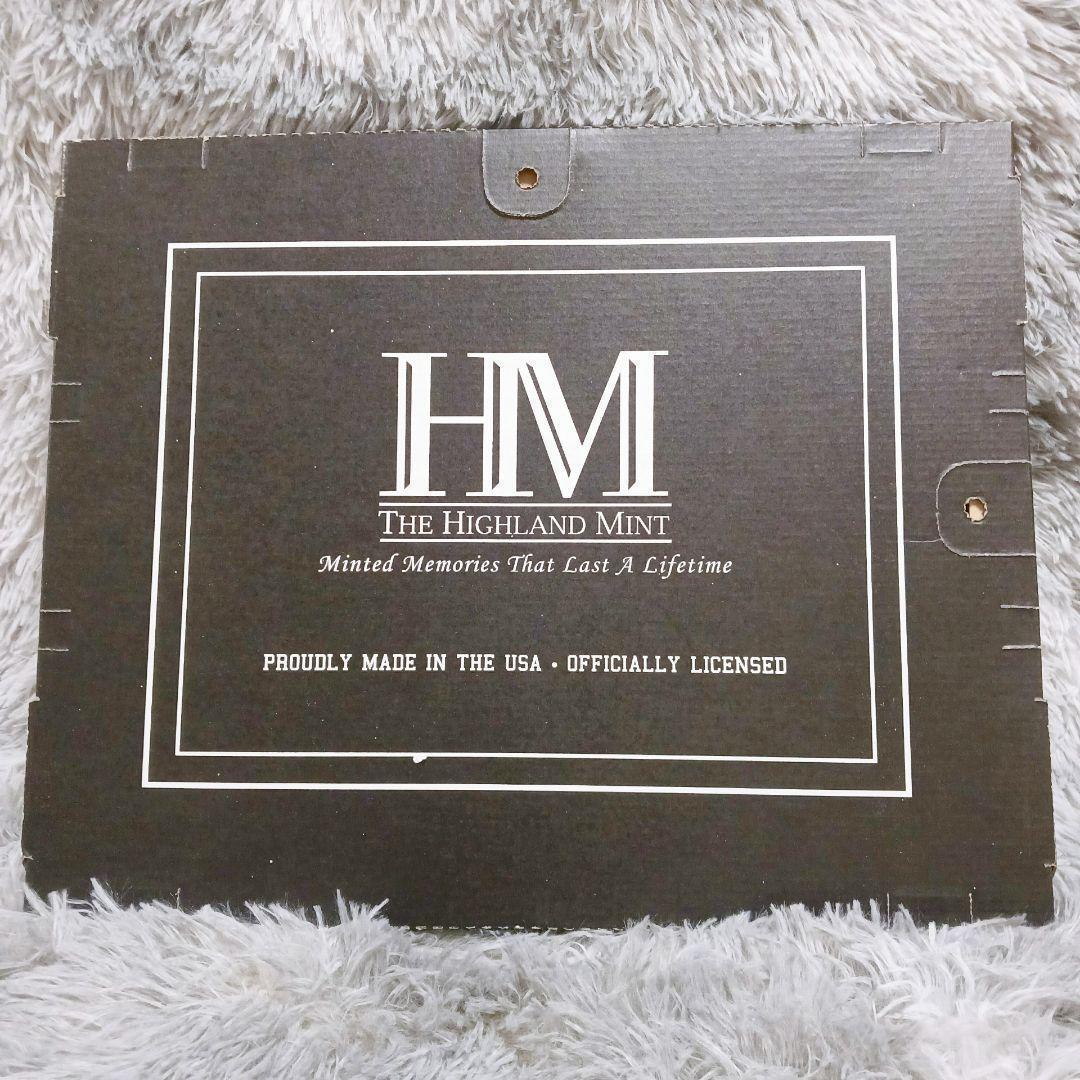 HM
THE HIGHLAND MINT
Minted Memories That Last A Lifetime
PROUDLY MADE IN THE USA • OFFICIALLY LICENSED